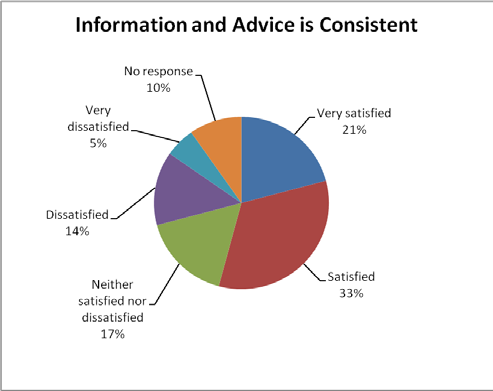 Information and Advice is Consistent
No response
10%
Very satisfied
21%
Very
dissatisfied
5%
Dissatisfied
14%
Satisfied
33%
Neither
satisfied nor
dissatisfied
17%